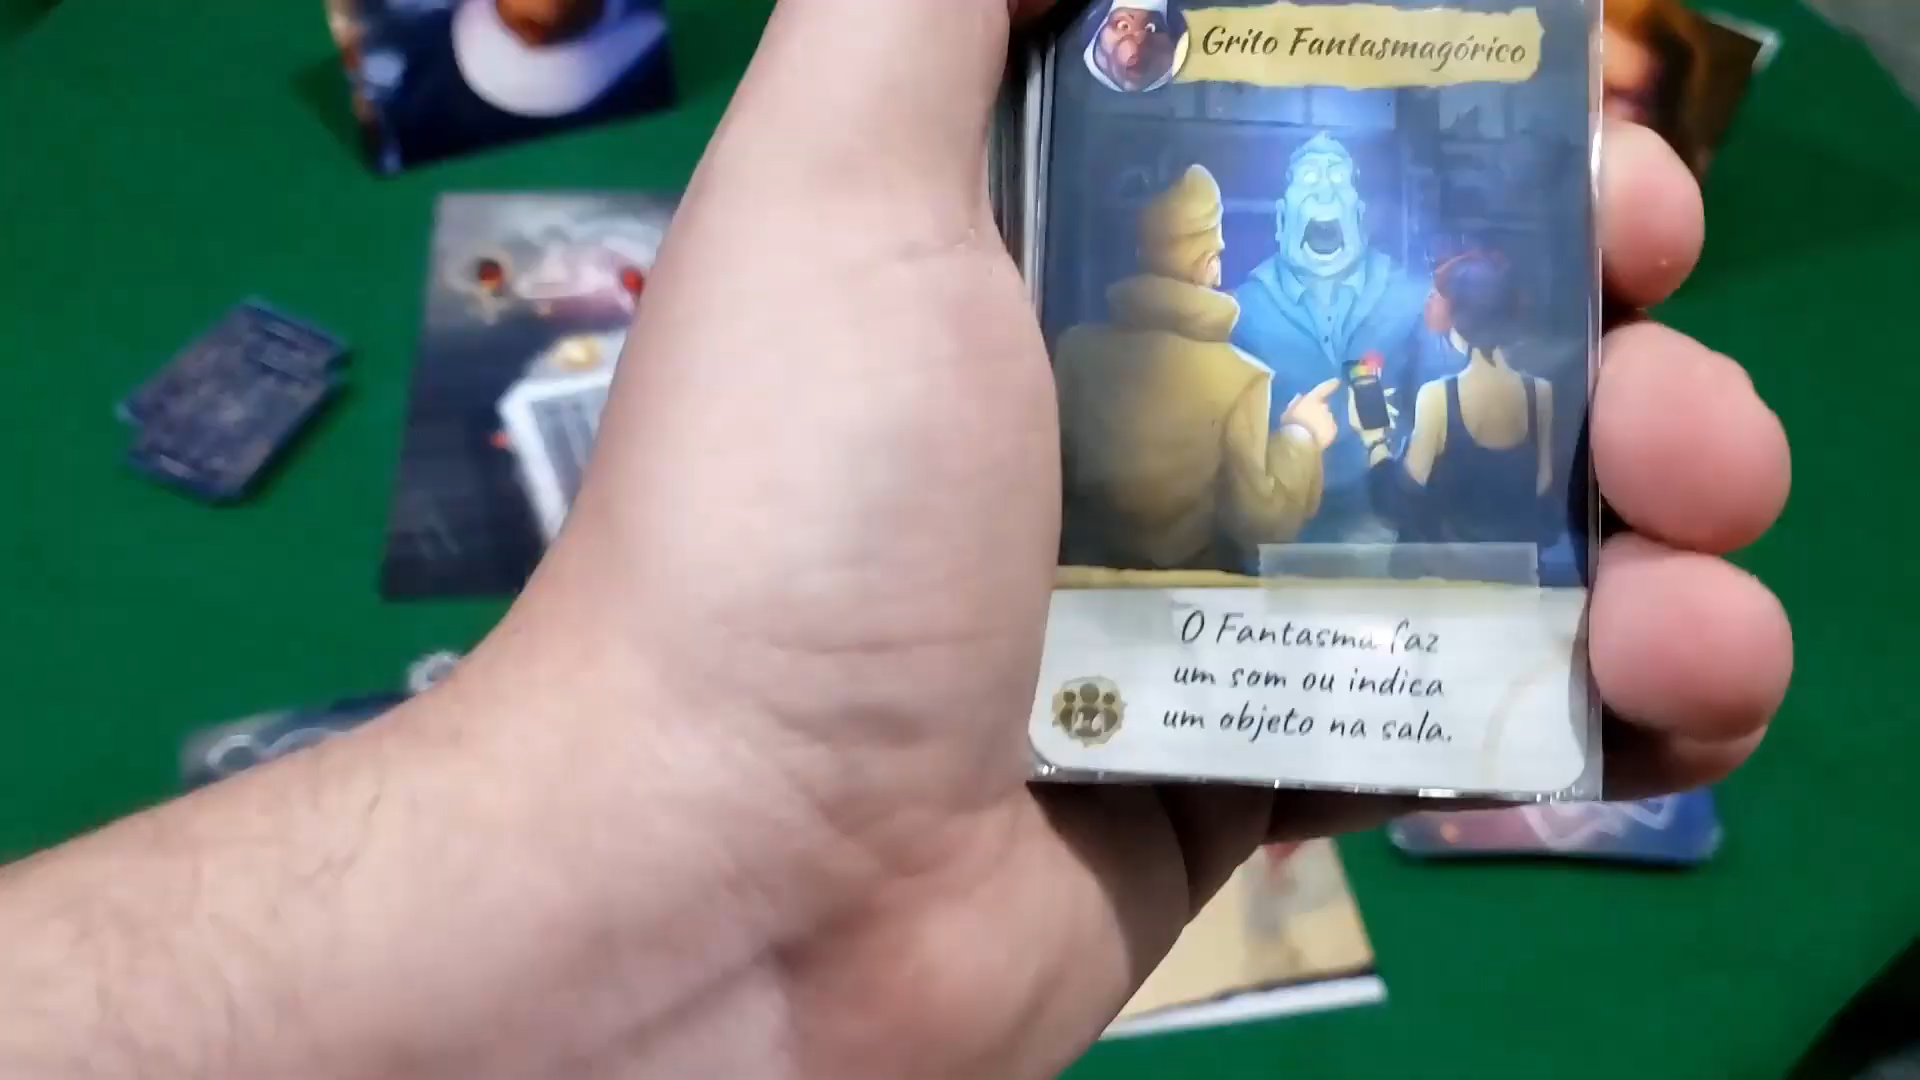 Grito Fantasmagórico
O Fantasma faz
um som ou indica
um objeto na sala.